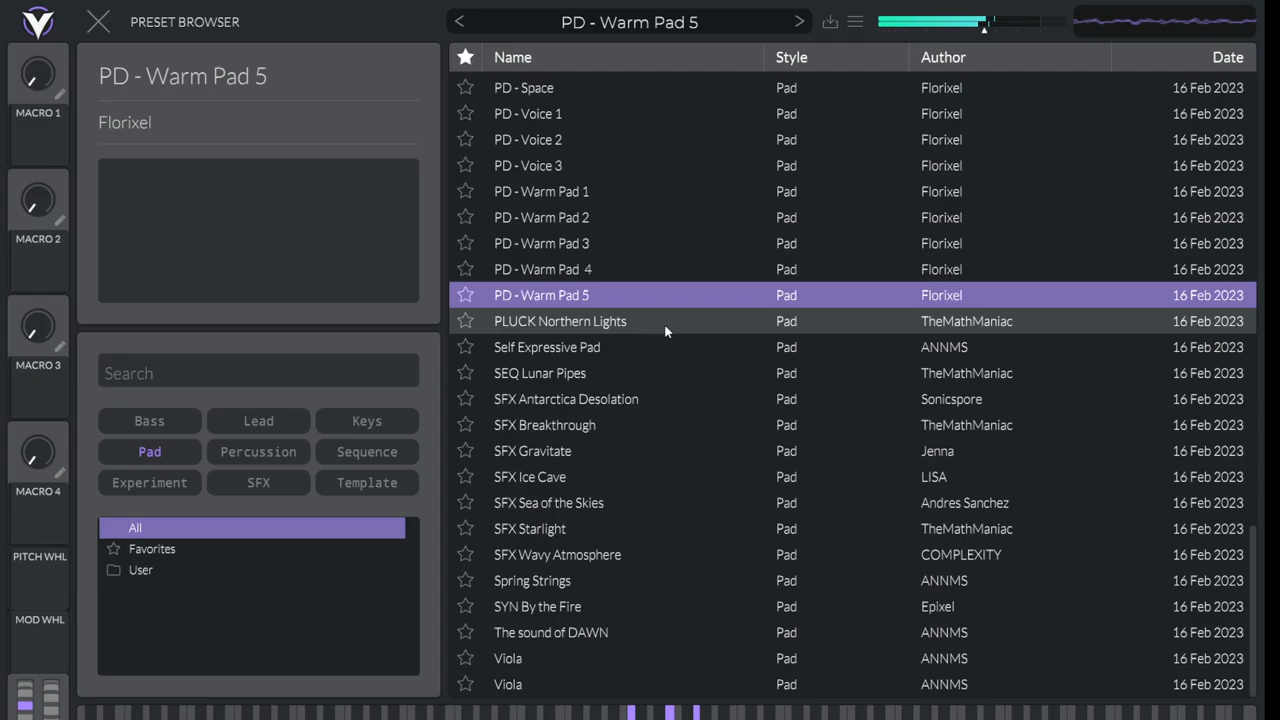 PRESET BROWSER
PD - Warm Pad 5
MACRO 1
MACRO 2
MACRO 3
MACRO 4
PITCH WHL
MOD WHL
PD - Warm Pad 5
Florixel
Search
Bass Lead Keys
Pad Percussion Sequence
Experiment SFX Template
All
Favorites
User
Name Style Author Date
PD - Space Pad Florixel 16 Feb 2023
PD - Voice 1 Pad Florixel 16 Feb 2023
PD - Voice 2 Pad Florixel 16 Feb 2023
PD - Voice 3 Pad Florixel 16 Feb 2023
PD - Warm Pad 1 Pad Florixel 16 Feb 2023
PD - Warm Pad 2 Pad Florixel 16 Feb 2023
PD - Warm Pad 3 Pad Florixel 16 Feb 2023
PD - Warm Pad 4 Pad Florixel 16 Feb 2023
PD - Warm Pad 5 Pad Florixel 16 Feb 2023
PLUCK Northern Lights Pad TheMathManiac 16 Feb 2023
Self Expressive Pad Pad ANNMS 16 Feb 2023
SEQ Lunar Pipes Pad TheMathManiac 16 Feb 2023
SFX Antarctica Desolation Pad Sonicspore 16 Feb 2023
SFX Breakthrough Pad TheMathManiac 16 Feb 2023
SFX Gravitate Pad Jenna 16 Feb 2023
SFX Ice Cave Pad LISA 16 Feb 2023
SFX Sea of the Skies Pad Andres Sanchez 16 Feb 2023
SFX Starlight Pad TheMathManiac 16 Feb 2023
SFX Wavy Atmosphere Pad COMPLEXITY 16 Feb 2023
Spring Strings Pad ANNMS 16 Feb 2023
SYN By the Fire Pad Epixel 16 Feb 2023
The sound of DAWN Pad ANNMS 16 Feb 2023
Viola Pad ANNMS 16 Feb 2023
Viola Pad ANNMS 16 Feb 2023